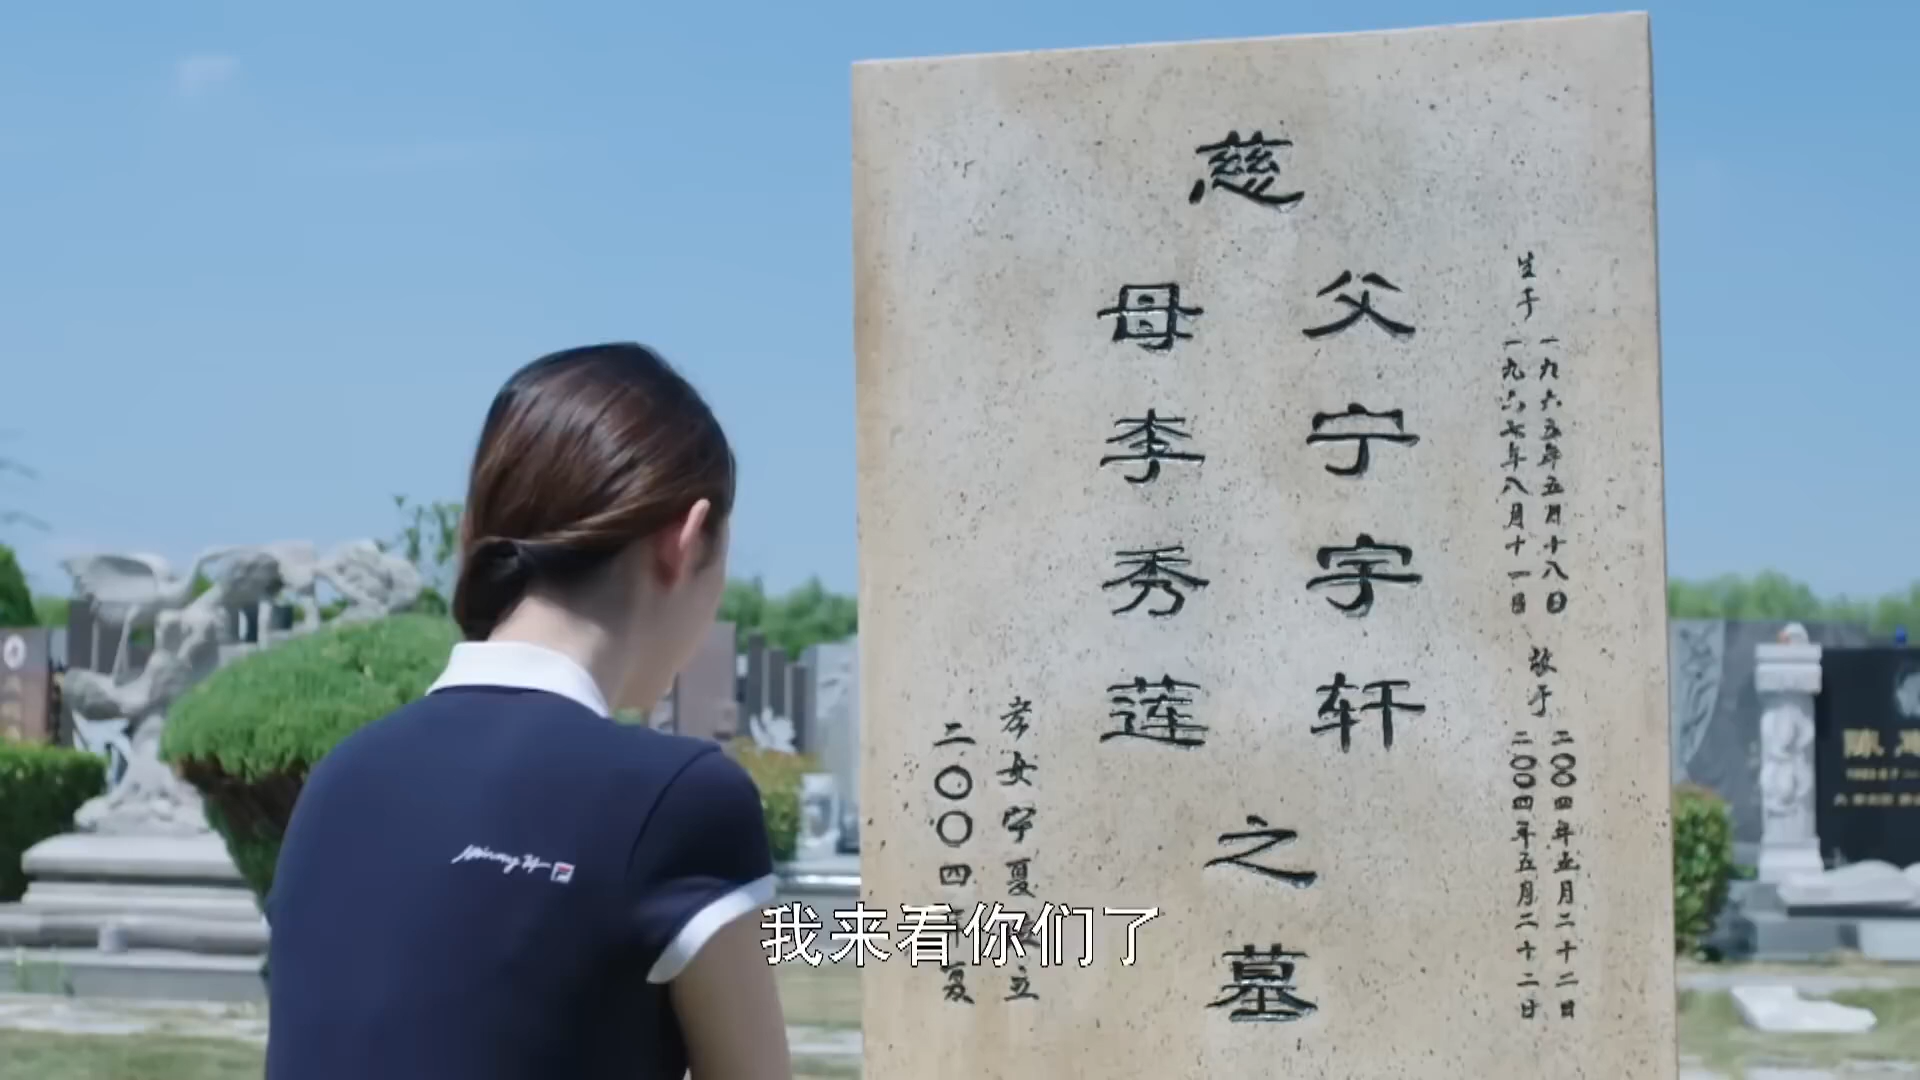 慈
父宁宇轩
母李秀莲
之墓
生于
一九六五年五月十八日
一九六七年八月十一日
故于
二〇〇四年五月二十二日
二〇〇四年五月二十二日
孝女宁夏
立
二〇〇四年夏
我来看你们了